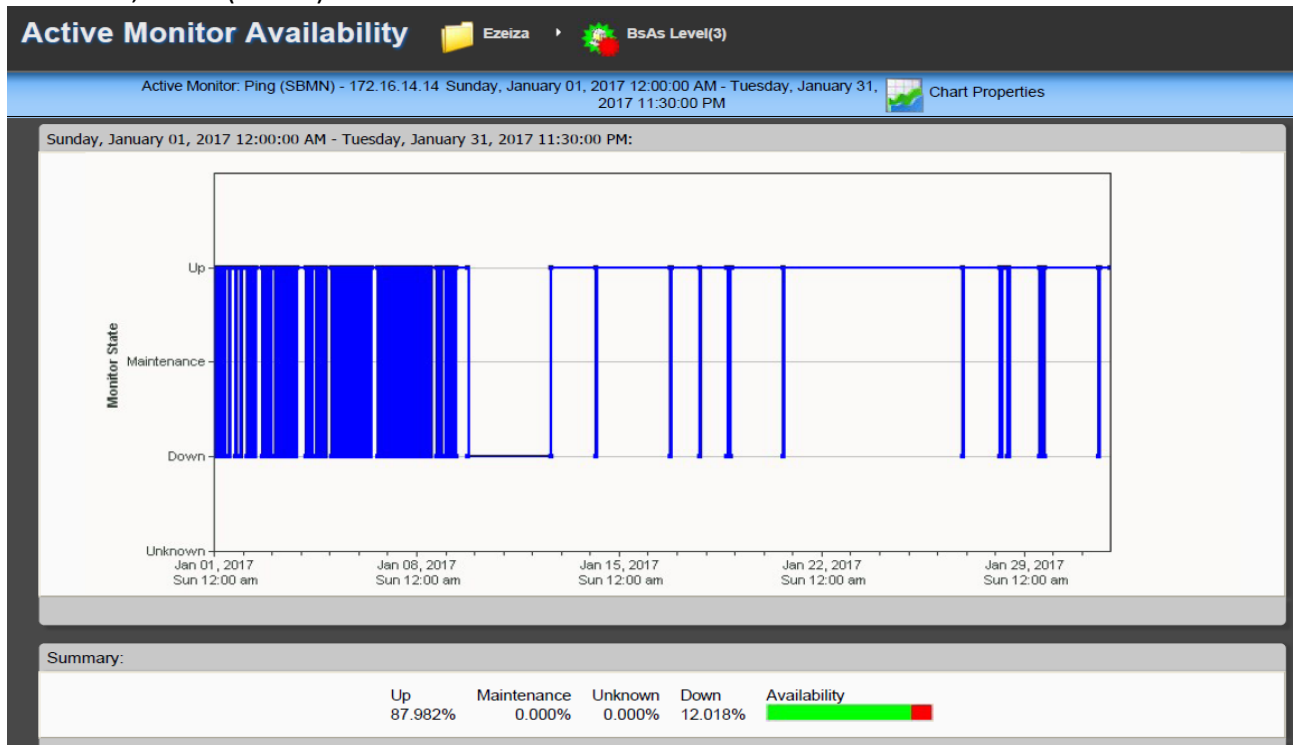 Active Monitor Availability Ezeiza BsAs Level(3)
Active Monitor: Ping (SBMN) - 172.16.14.14 Sunday, January 01, 2017 12:00:00 AM - Tuesday, January 31,
2017 11:30:00 PM
Chart Properties
Sunday, January 01, 2017 12:00:00 AM - Tuesday, January 31, 2017 11:30:00 PM:
Monitor State
Up
Maintenance
Down
Unknown
Jan 01, 2017 Jan 08, 2017 Jan 15, 2017 Jan 22, 2017 Jan 29, 2017
Sun 12:00 am Sun 12:00 am Sun 12:00 am Sun 12:00 am Sun 12:00 am
Summary:
Up Maintenance Unknown Down Availability
87.982% 0.000% 0.000% 12.018%